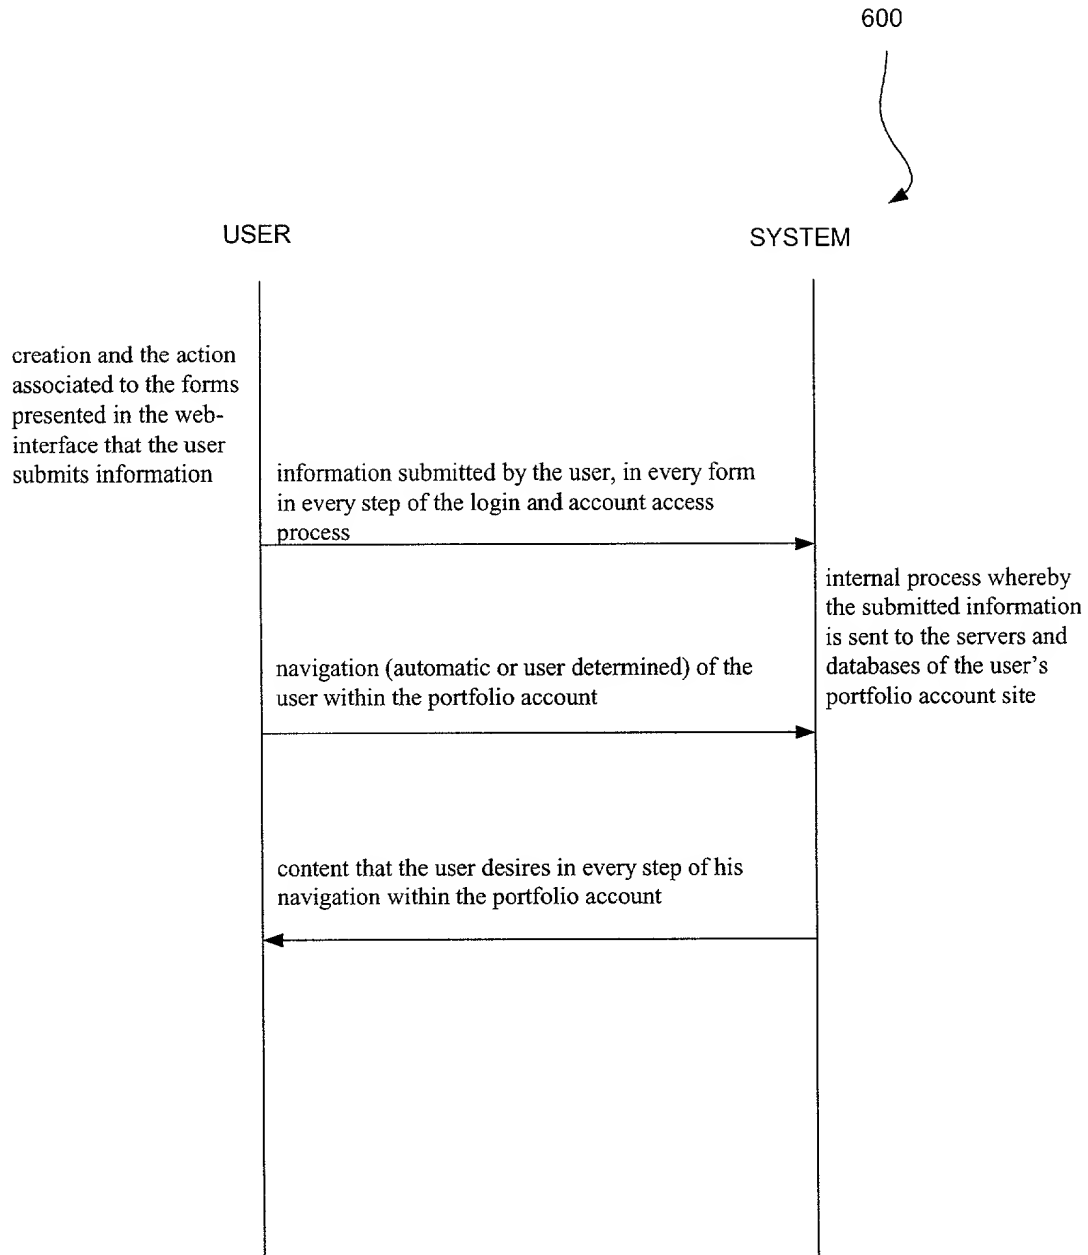 600
USER
SYSTEM
creation and the action
associated to the forms
presented in the web-
interface that the user
submits information
information submitted by the user, in every form
in every step of the login and account access
process
internal process whereby
the submitted information
is sent to the servers and
databases of the user's
portfolio account site
navigation (automatic or user determined) of the
user within the portfolio account
content that the user desires in every step of his
navigation within the portfolio account